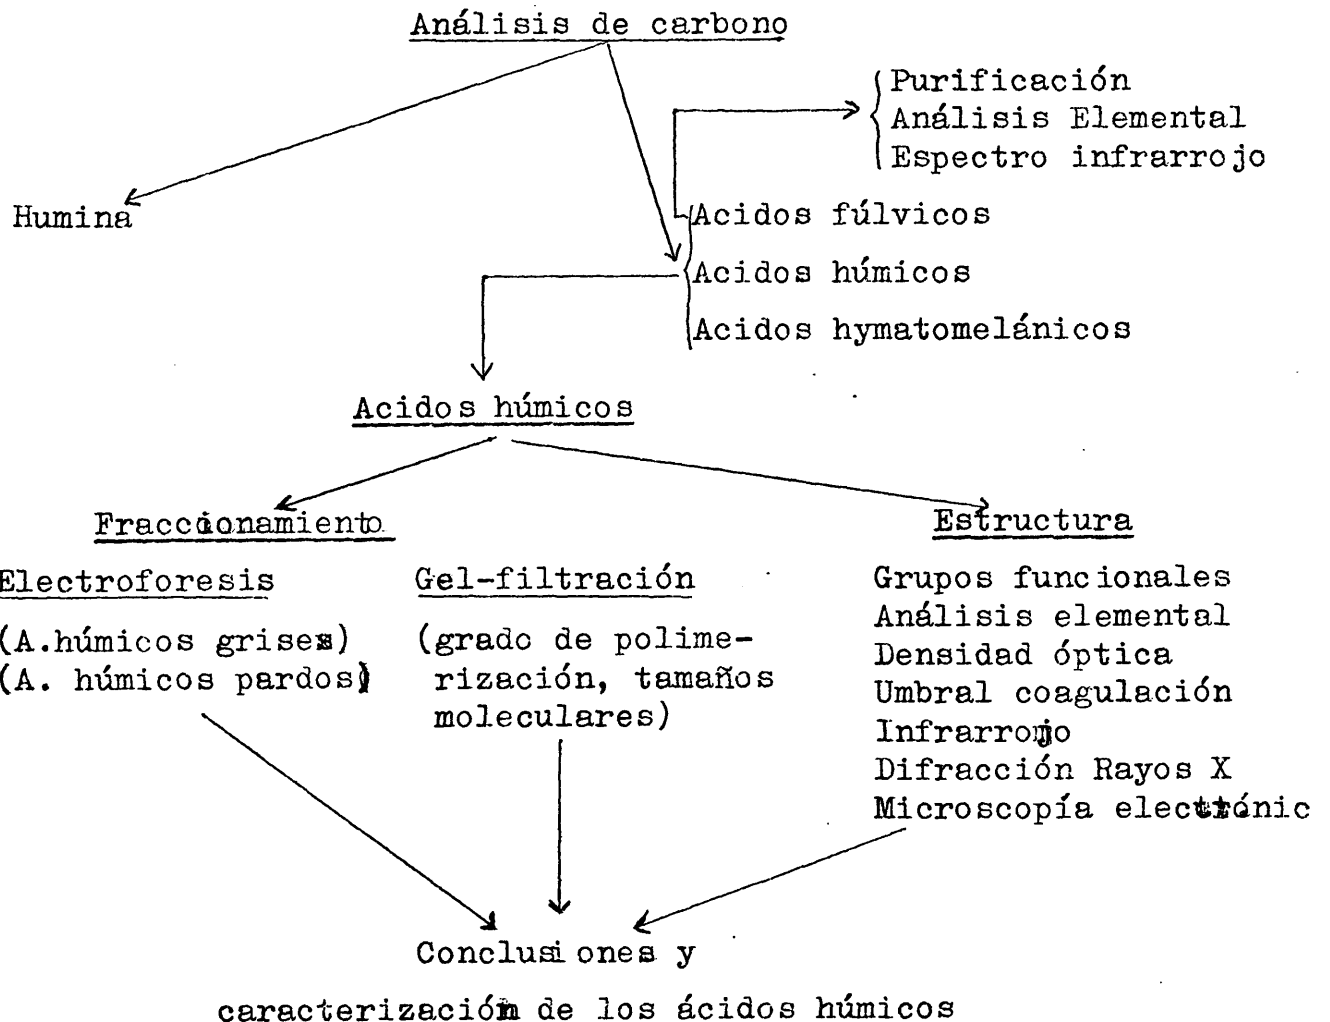 Análisis de carbono
Purificación
Análisis Elemental
Espectro infrarrojo
Humina
Acidos fúlvicos
Acidos húmicos
Acidos hymatomelánicos
Acidos húmicos
Fraccionamiento
Estructura
Electroforesis
(A.húmicos grises)
(A. húmicos pardos)
Gel-filtración
(grado de polime-
rización, tamaños
moleculares)
Grupos funcionales
Análisis elemental
Densidad óptica
Umbral coagulación
Infrarrojo
Difracción Rayos X
Microscopía electrónic
Conclusiones y
caracterización de los ácidos húmicos